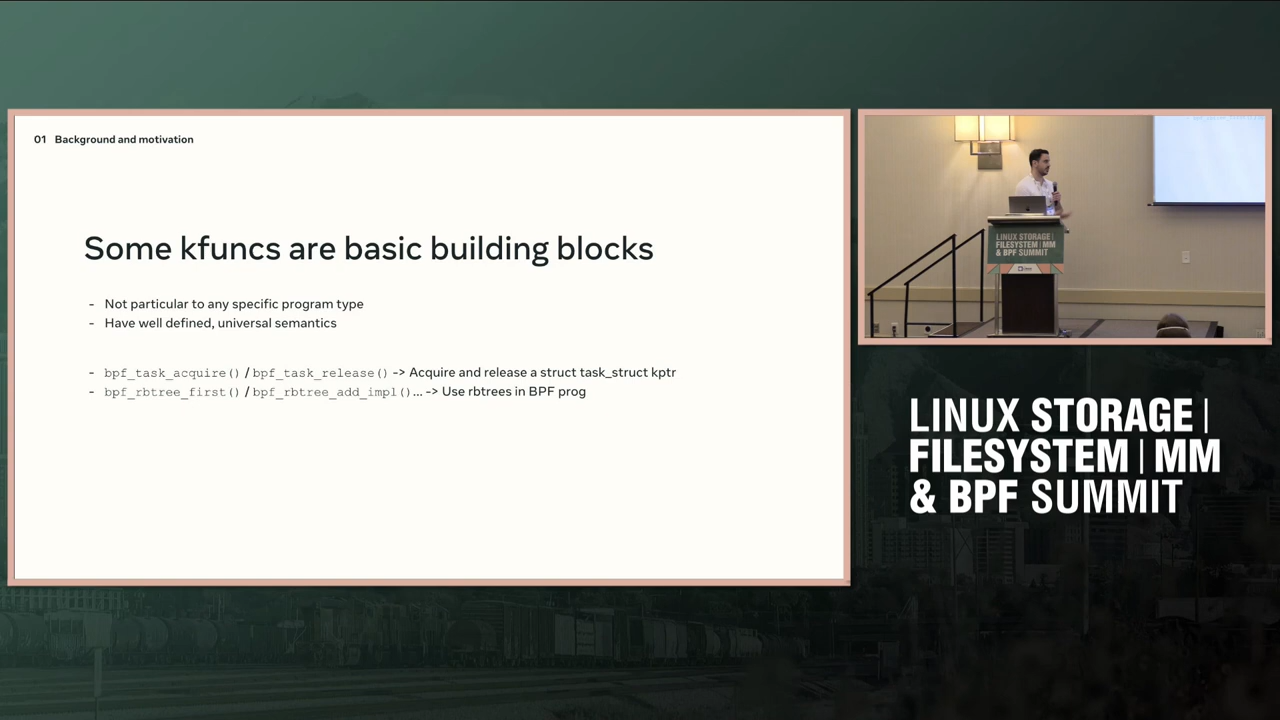 01 Background and motivation
Some kfuncs are basic building blocks
- Not particular to any specific program type
- Have well defined, universal semantics
- bpf_task_acquire() / bpf_task_release() -> Acquire and release a struct task_struct kptr
- bpf_rbtree_first() / bpf_rbtree_add_impl()... -> Use rbtrees in BPF prog
LINUX STORAGE |
FILESYSTEM | MM
& BPF SUMMIT
LINUX STORAGE |
FILESYSTEM | MM
& BPF SUMMIT